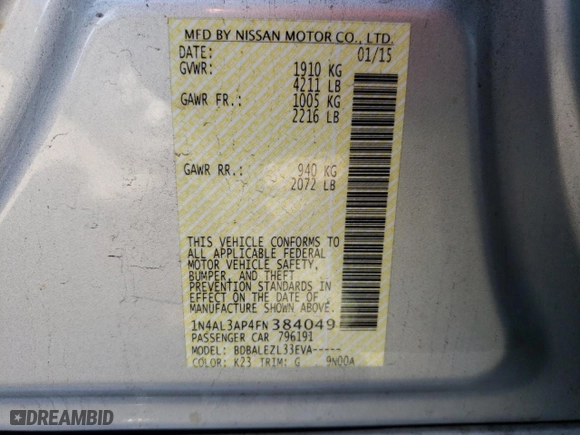 MFD BY NISSAN MOTOR CO., LTD.
DATE: 01/15
GVWR: 1910 KG
4211 LB
GAWR FR.: 1005 KG
2216 LB
GAWR RR.: 940 KG
2072 LB
THIS VEHICLE CONFORMS TO
ALL APPLICABLE FEDERAL
MOTOR VEHICLE SAFETY,
BUMPER, AND THEFT
PREVENTION STANDARDS IN
EFFECT ON THE DATE OF
MANUFACTURE SHOWN ABOVE.
1N4AL3AP4FN384049
PASSENGER CAR 796191
MODEL: BDBALEZL33EVA-----
COLOR: K23 TRIM: G 9N00A
DREAMBID